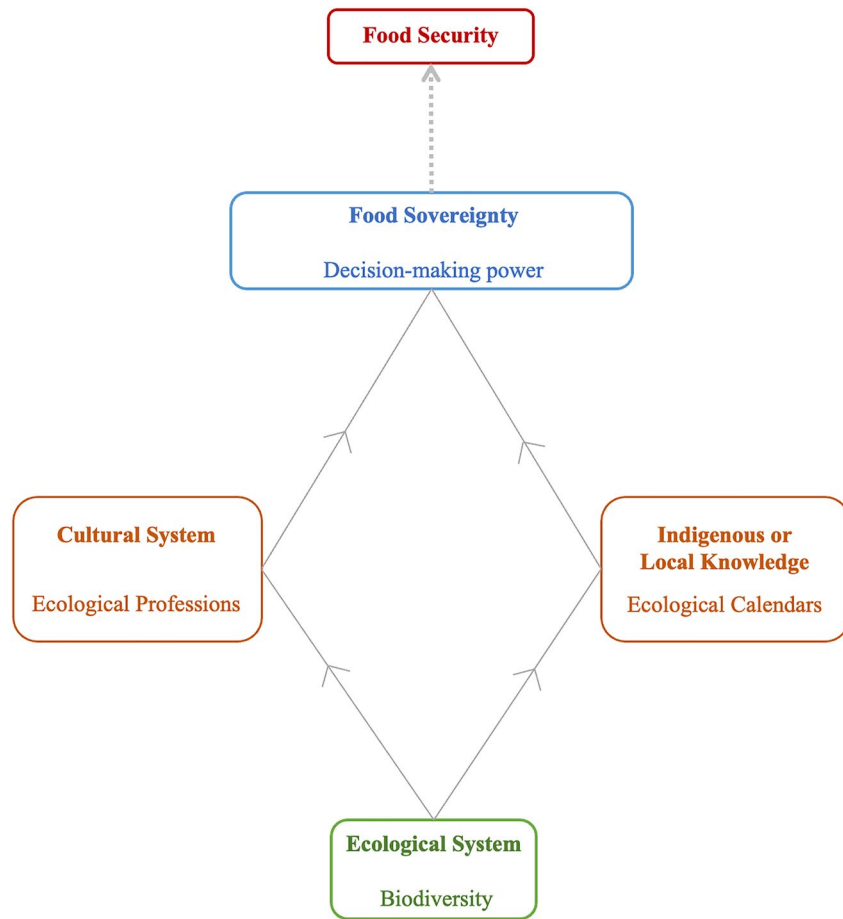 Food Security
Food Sovereignty
Decision-making power
Cultural System
Ecological Professions
Indigenous or
Local Knowledge
Ecological Calendars
Ecological System
Biodiversity